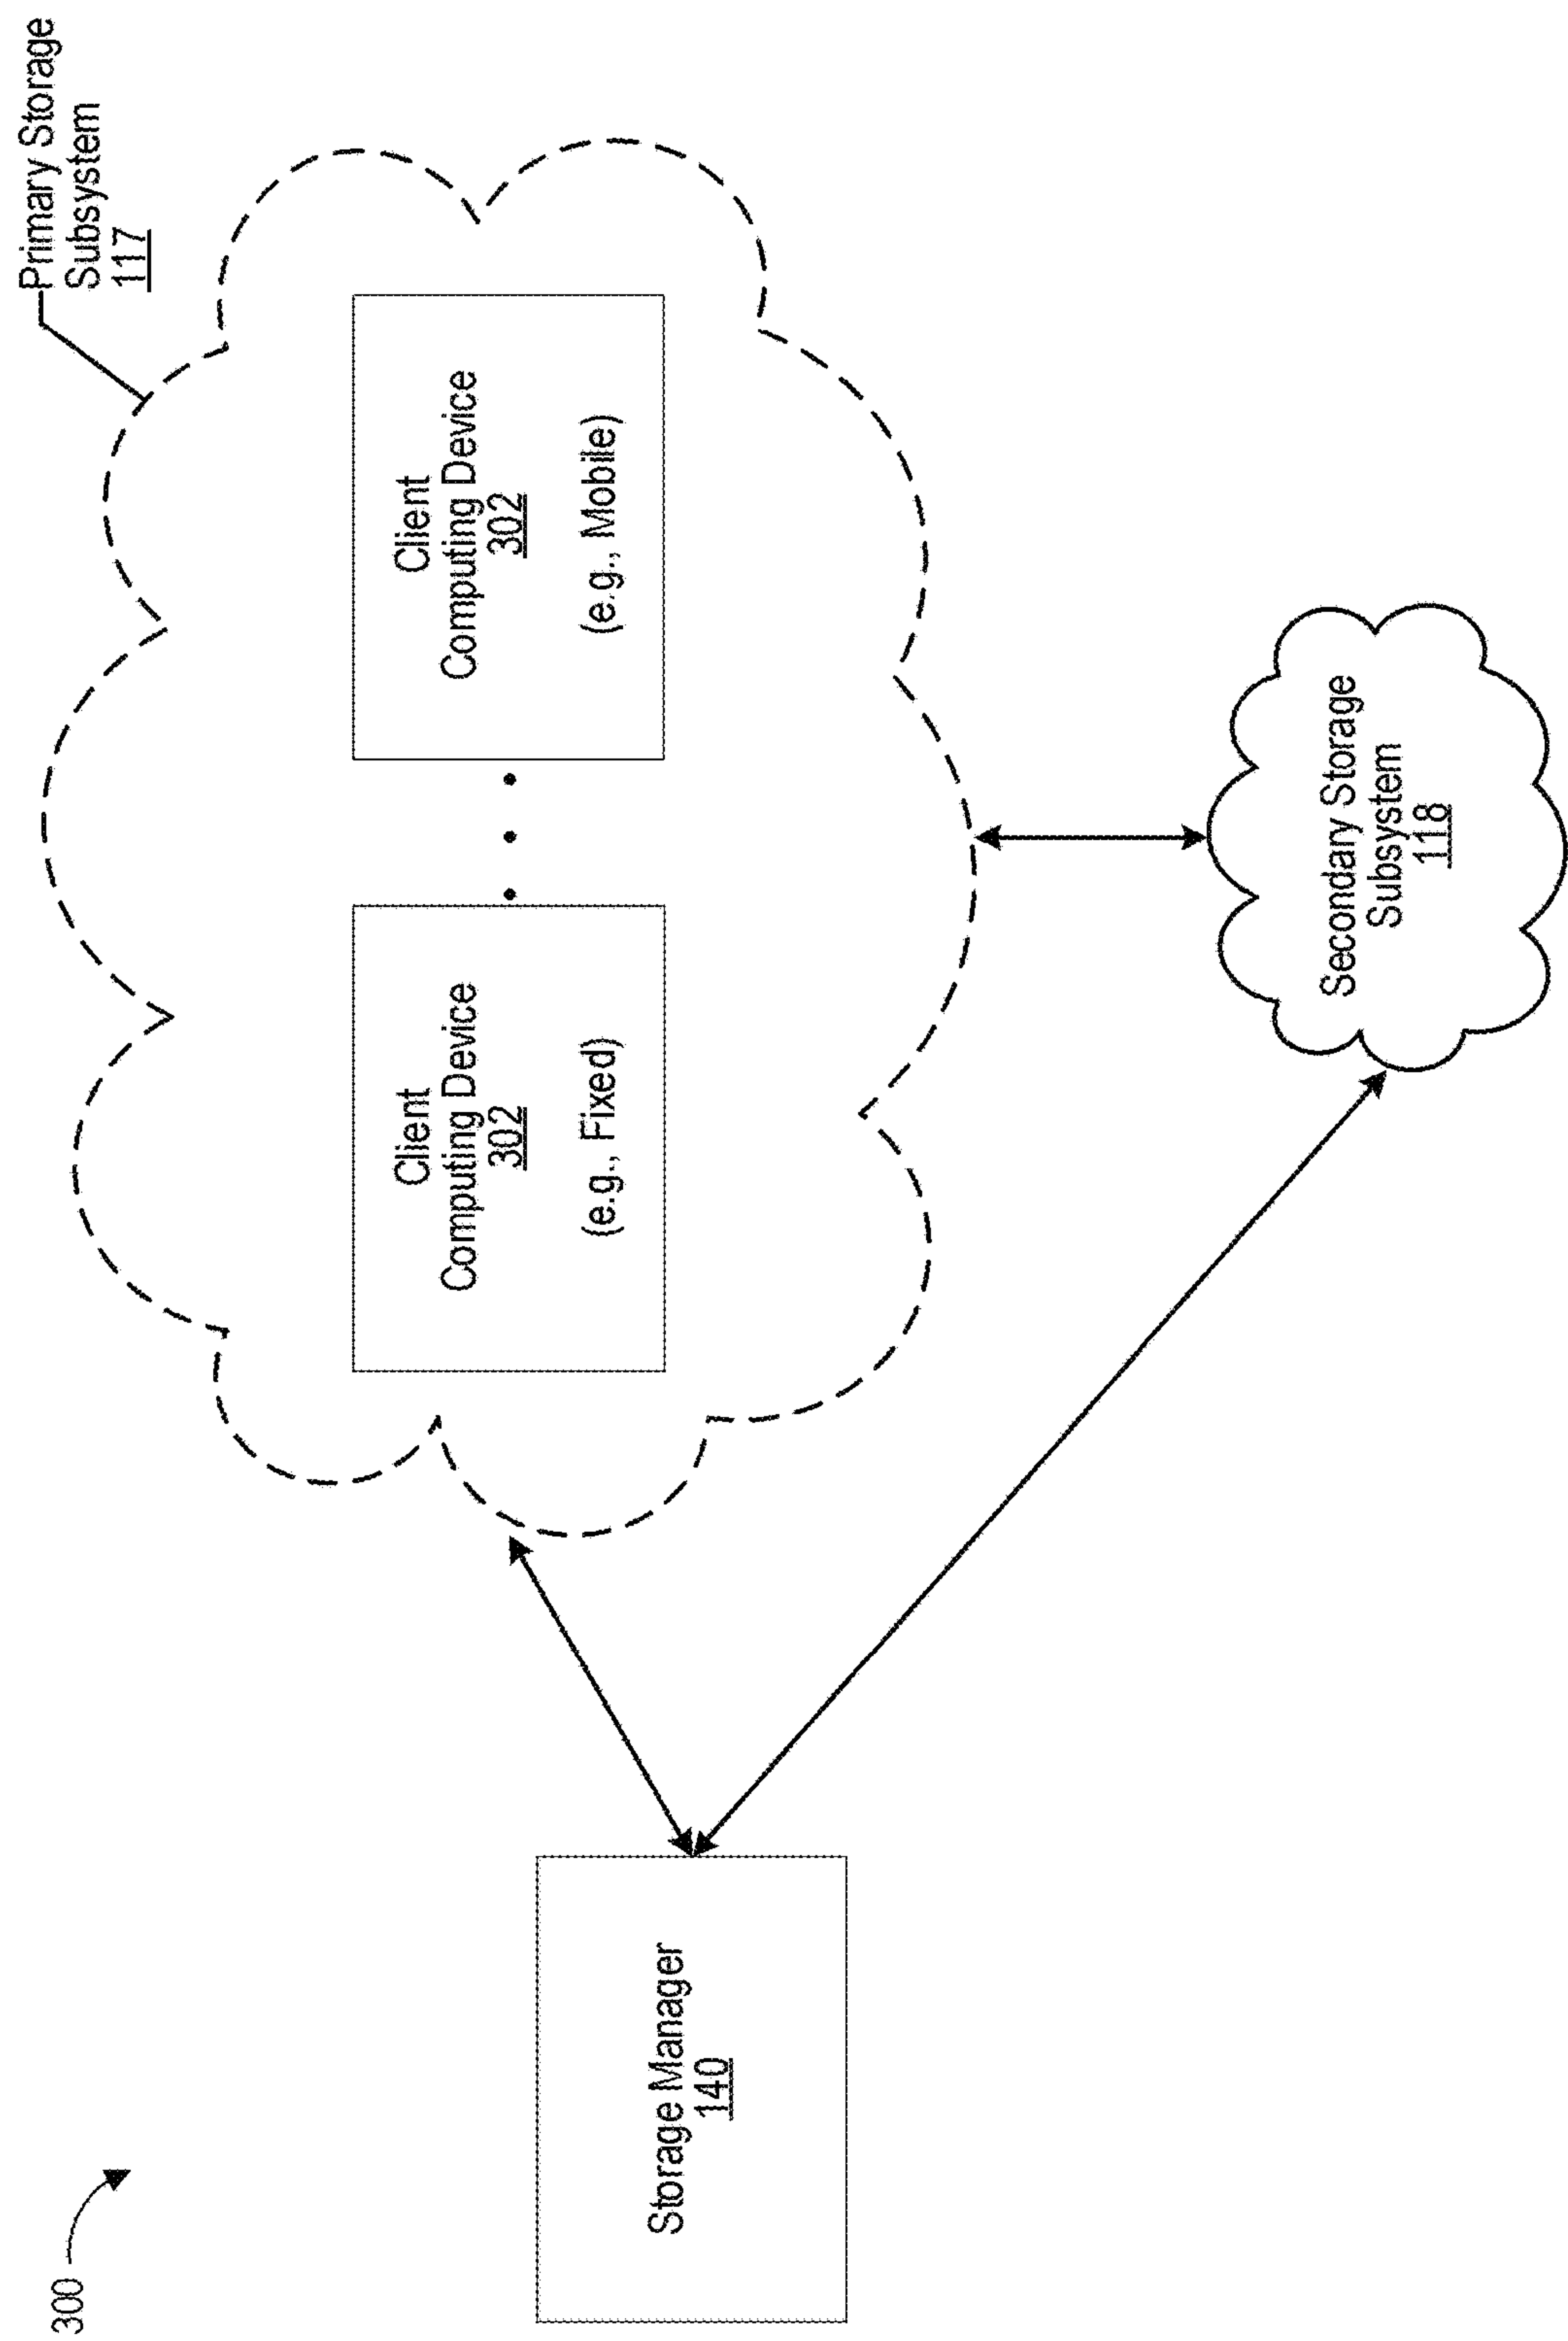 300
Primary Storage
Subsystem
117
Client
Computing Device
302
(e.g., Fixed)
Client
Computing Device
302
(e.g., Mobile)
Storage Manager
140
Secondary Storage
Subsystem
118